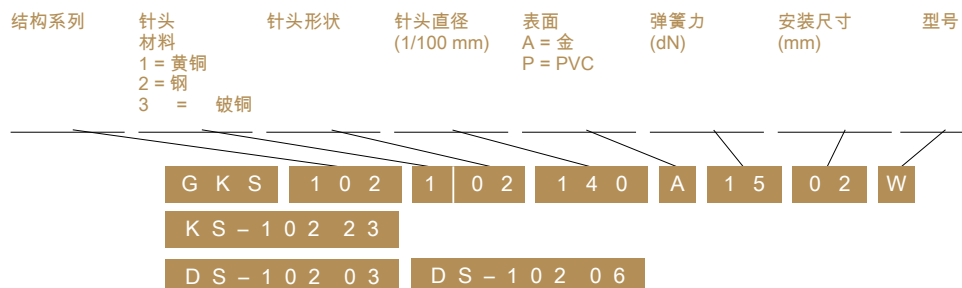 结构系列 针头 针头形状 针头直径 表面 弹簧力 安装尺寸 型号
材料 (1/100 mm) A = 金 (dN) (mm)
1 = 黄铜 P = PVC
2 = 钢
3 = 铍铜
G K S 1 0 2 1 0 2 1 4 0 A 1 5 0 2 W
K S – 1 0 2 2 3
D S – 1 0 2 0 3 D S – 1 0 2 0 6